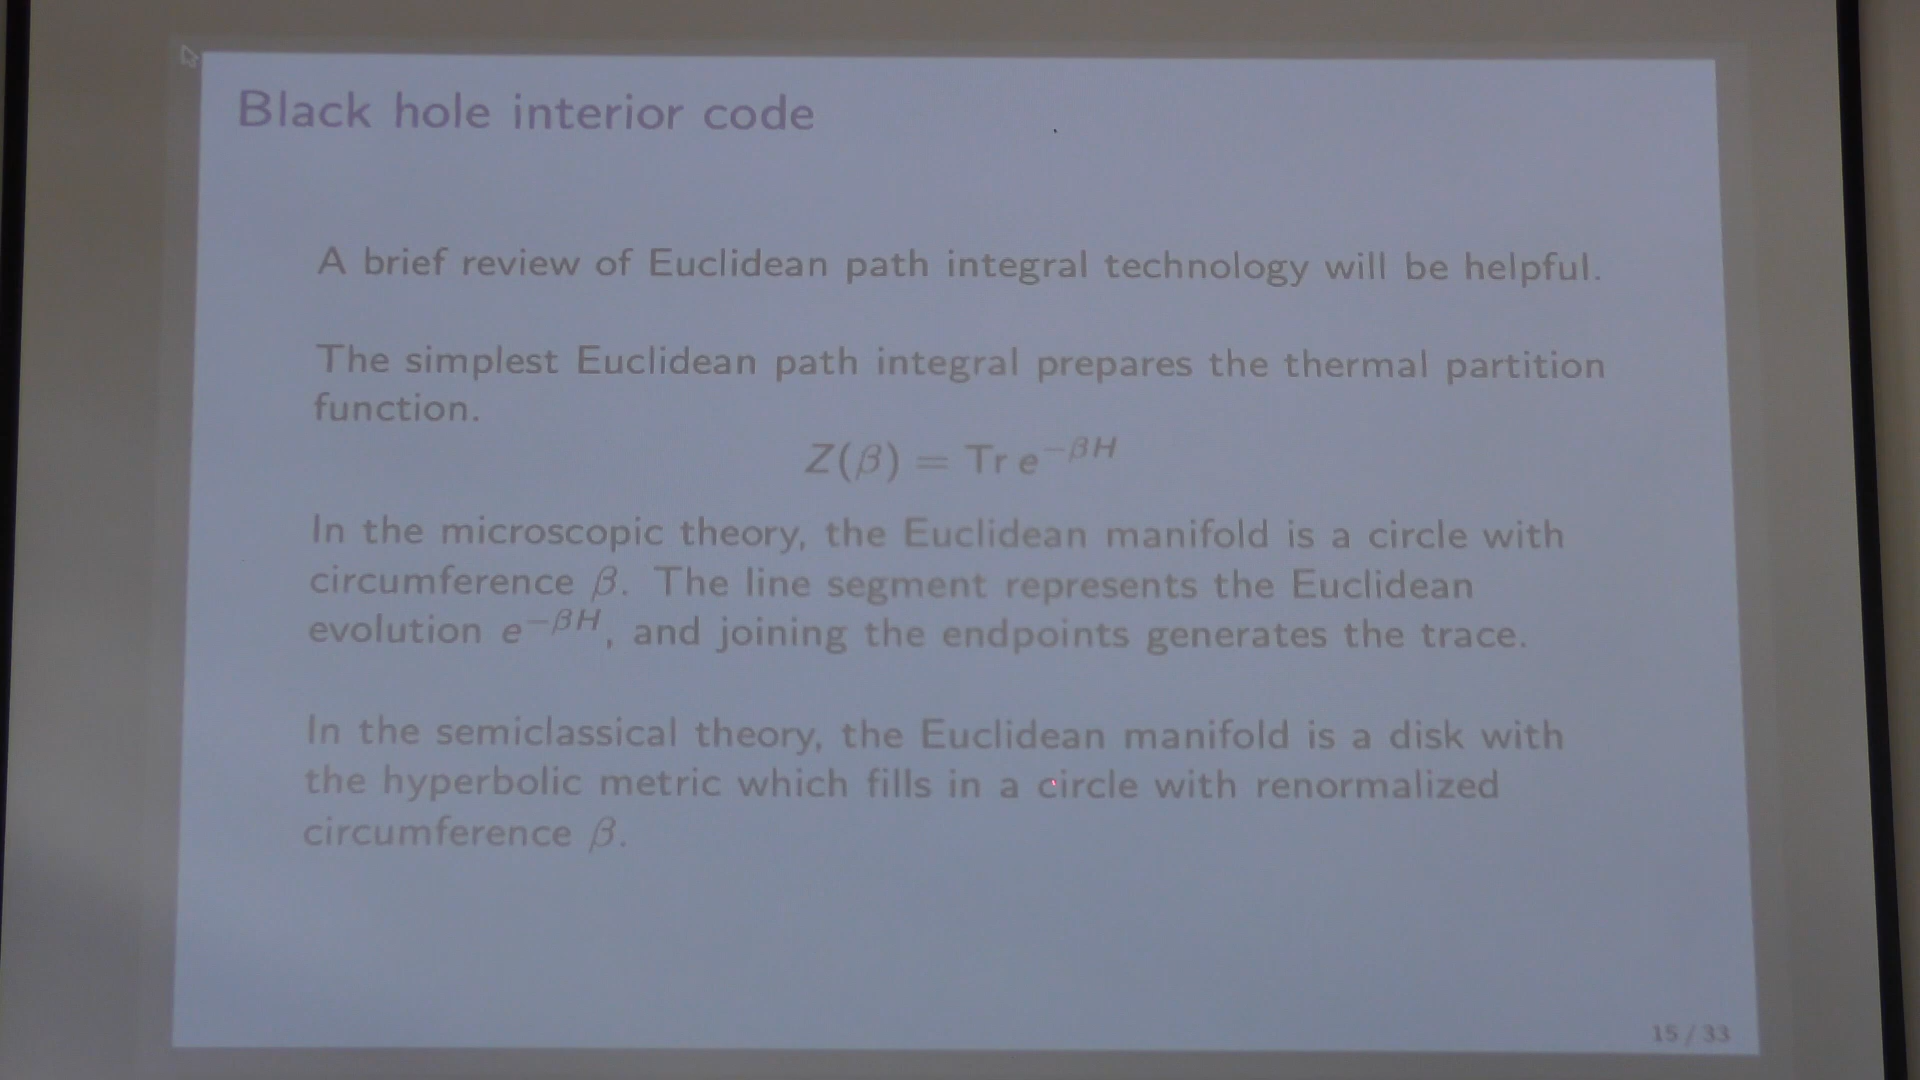 Black hole interior code
A brief review of Euclidean path integral technology will be helpful.
The simplest Euclidean path integral prepares the thermal partition
function.
Z(β) = Tr e^{−βH}
In the microscopic theory, the Euclidean manifold is a circle with
circumference β. The line segment represents the Euclidean
evolution e^{−βH}, and joining the endpoints generates the trace.
In the semiclassical theory, the Euclidean manifold is a disk with
the hyperbolic metric which fills in a circle with renormalized
circumference β.
15 / 33